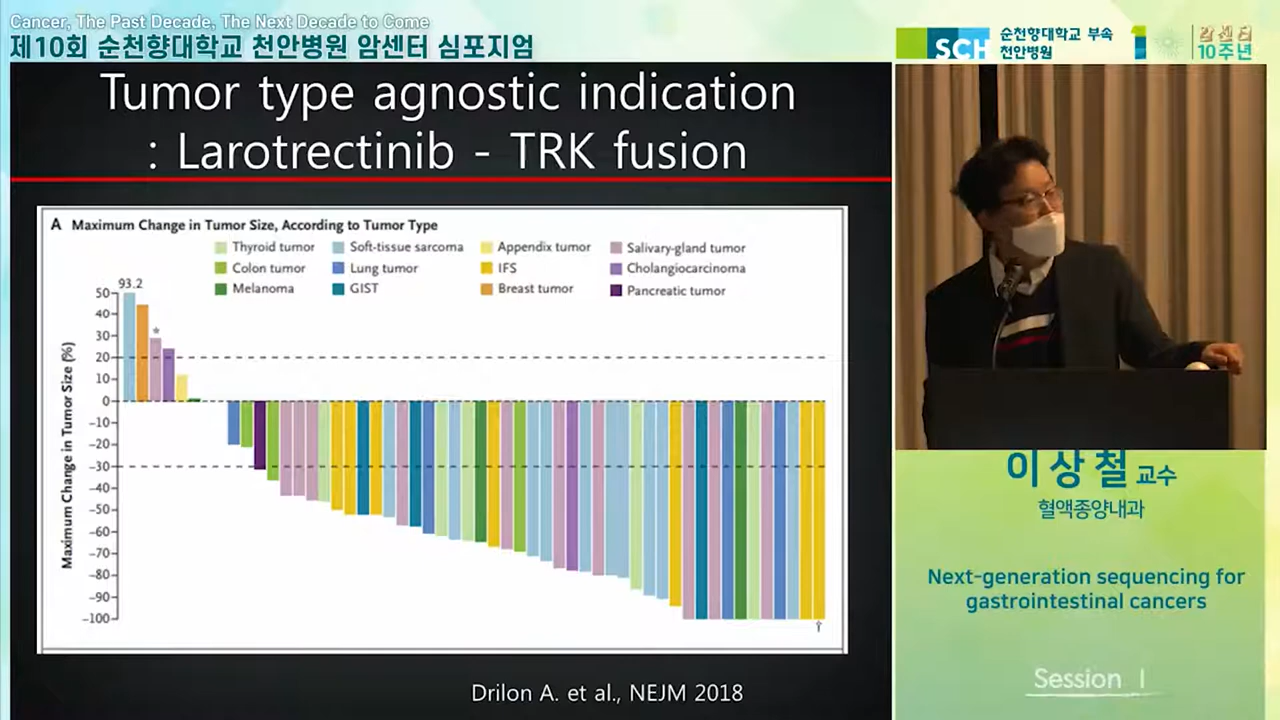 Cancer, The Past Decade, The Next Decade to Come
제10회 순천향대학교 천안병원 암센터 심포지엄
SCH
순천향대학교 부속
천안병원
암센터
10주년
Tumor type agnostic indication
: Larotrectinib - TRK fusion
A Maximum Change in Tumor Size, According to Tumor Type
Thyroid tumor
Soft-tissue sarcoma
Appendix tumor
Salivary-gland tumor
Colon tumor
Lung tumor
IFS
Cholangiocarcinoma
Melanoma
GIST
Breast tumor
Pancreatic tumor
93.2
Maximum Change in Tumor Size (%)
50
40
30
20
10
0
-10
-20
-30
-40
-50
-60
-70
-80
-90
-100
*
†
Drilon A. et al., NEJM 2018
이상철 교수
혈액종양내과
Next-generation sequencing for
gastrointestinal cancers
Session I